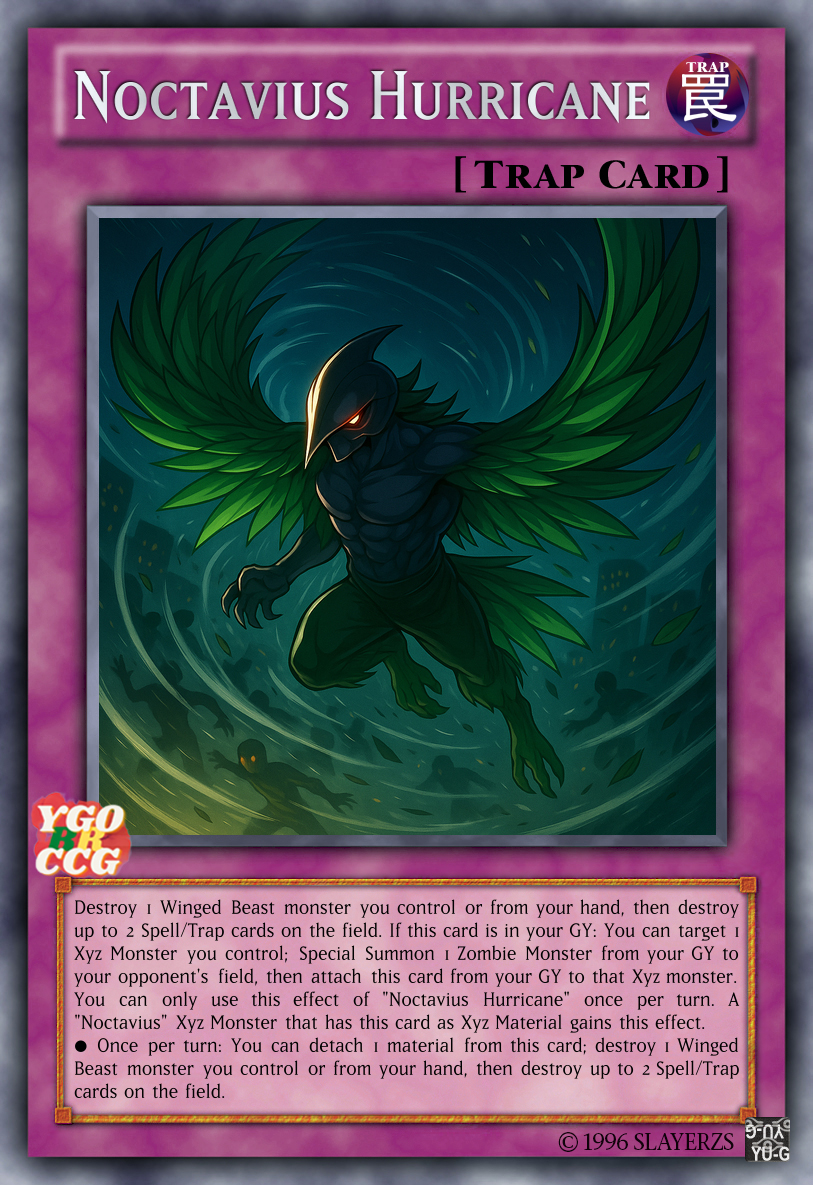 NOCTAVIUS HURRICANE
TRAP
罠
[TRAP CARD]
YGO
BR
CCG
Destroy 1 Winged Beast monster you control or from your hand, then destroy
up to 2 Spell/Trap cards on the field. If this card is in your GY: You can target 1
Xyz Monster you control; Special Summon 1 Zombie Monster from your GY to
your opponent's field, then attach this card from your GY to that Xyz monster.
You can only use this effect of "Noctavius Hurricane" once per turn. A
"Noctavius" Xyz Monster that has this card as Xyz Material gains this effect.
● Once per turn: You can detach 1 material from this card; destroy 1 Winged
Beast monster you control or from your hand, then destroy up to 2 Spell/Trap
cards on the field.
© 1996 SLAYERZS
YU-G